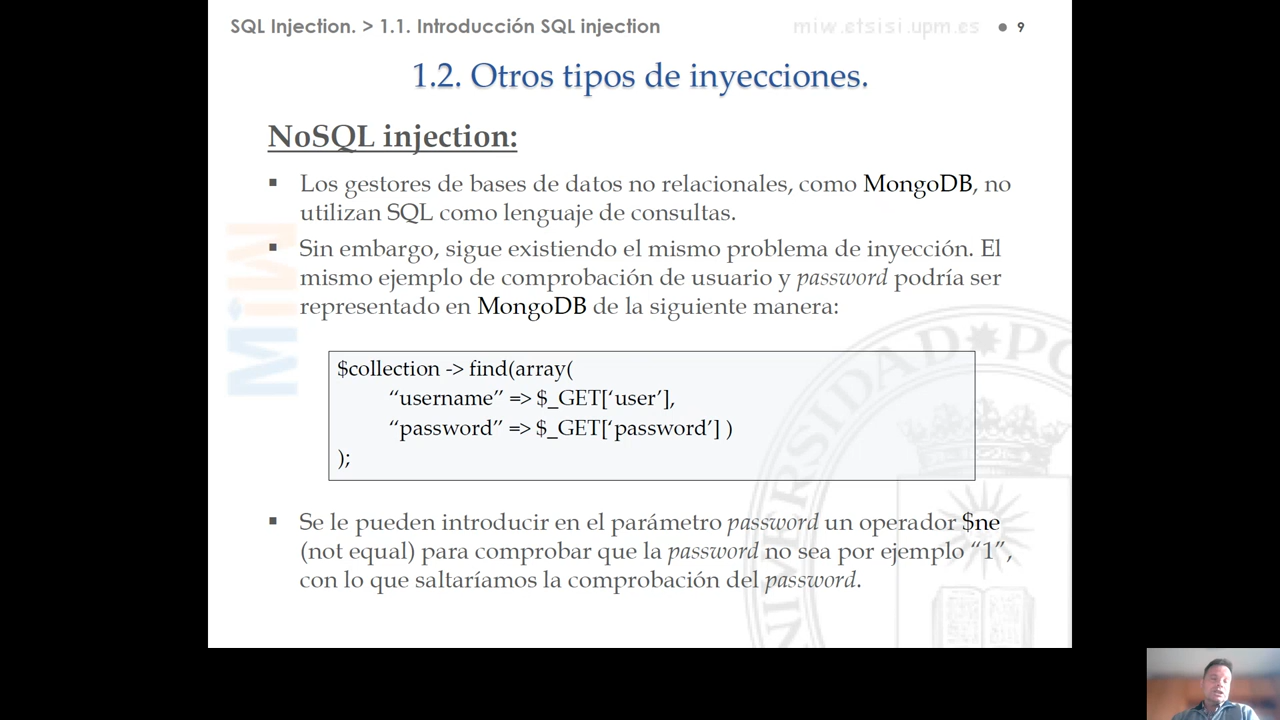 SQL Injection. > 1.1. Introducción SQL injection
miw.etsisi.upm.es
9
1.2. Otros tipos de inyecciones.
NoSQL injection:
▪ Los gestores de bases de datos no relacionales, como MongoDB, no
utilizan SQL como lenguaje de consultas.
▪ Sin embargo, sigue existiendo el mismo problema de inyección. El
mismo ejemplo de comprobación de usuario y password podría ser
representado en MongoDB de la siguiente manera:
$collection -> find(array(
“username” => $_GET[‘user’],
“password” => $_GET[‘password’] )
);
▪ Se le pueden introducir en el parámetro password un operador $ne
(not equal) para comprobar que la password no sea por ejemplo “1”,
con lo que saltaríamos la comprobación del password.
MiW
UNIVERSIDAD PO